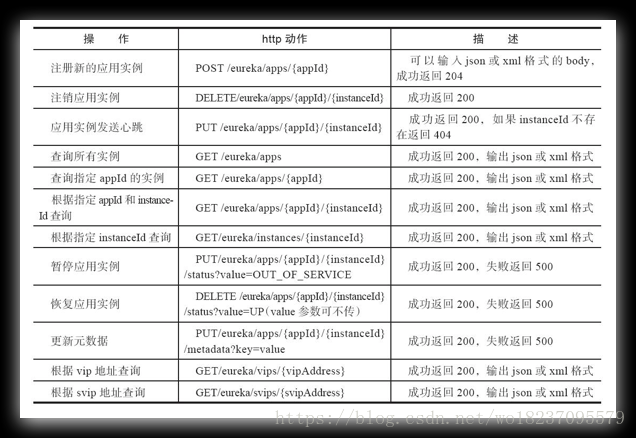 操 作 http 动作 描 述
注册新的应用实例 POST /eureka/apps/{appId} 可以输入 json 或 xml 格式的 body，
成功返回 204
注销应用实例 DELETE/eureka/apps/{appId}/{instanceId} 成功返回 200
应用实例发送心跳 PUT /eureka/apps/{appId}/{instanceId} 成功返回 200，如果 instanceId 不存
在返回 404
查询所有实例 GET /eureka/apps 成功返回 200，输出 json 或 xml 格式
查询指定 appId 的实例 GET /eureka/apps/{appId} 成功返回 200，输出 json 或 xml 格式
根据指定 appId 和 instance-
Id 查询 GET /eureka/apps/{appId}/{instanceId} 成功返回 200，输出 json 或 xml 格式
根据指定 instanceId 查询 GET/eureka/instances/{instanceId} 成功返回 200，输出 json 或 xml 格式
暂停应用实例 PUT/eureka/apps/{appId}/{instanceId}
/status?value=OUT_OF_SERVICE 成功返回 200，失败返回 500
恢复应用实例 DELETE /eureka/apps/{appId}/{instanceId}
/status?value=UP(value 参数可不传) 成功返回 200，失败返回 500
更新元数据 PUT/eureka/apps/{appId}/{instanceId}
/metadata?key=value 成功返回 200，失败返回 500
根据 vip 地址查询 GET/eureka/vips/{vipAddress} 成功返回 200，输出 json 或 xml 格式
根据 svip 地址查询 GET/eureka/svips/{svipAddress} 成功返回 200，输出 json 或 xml 格式
https://blog.csdn.net/wo18237095579